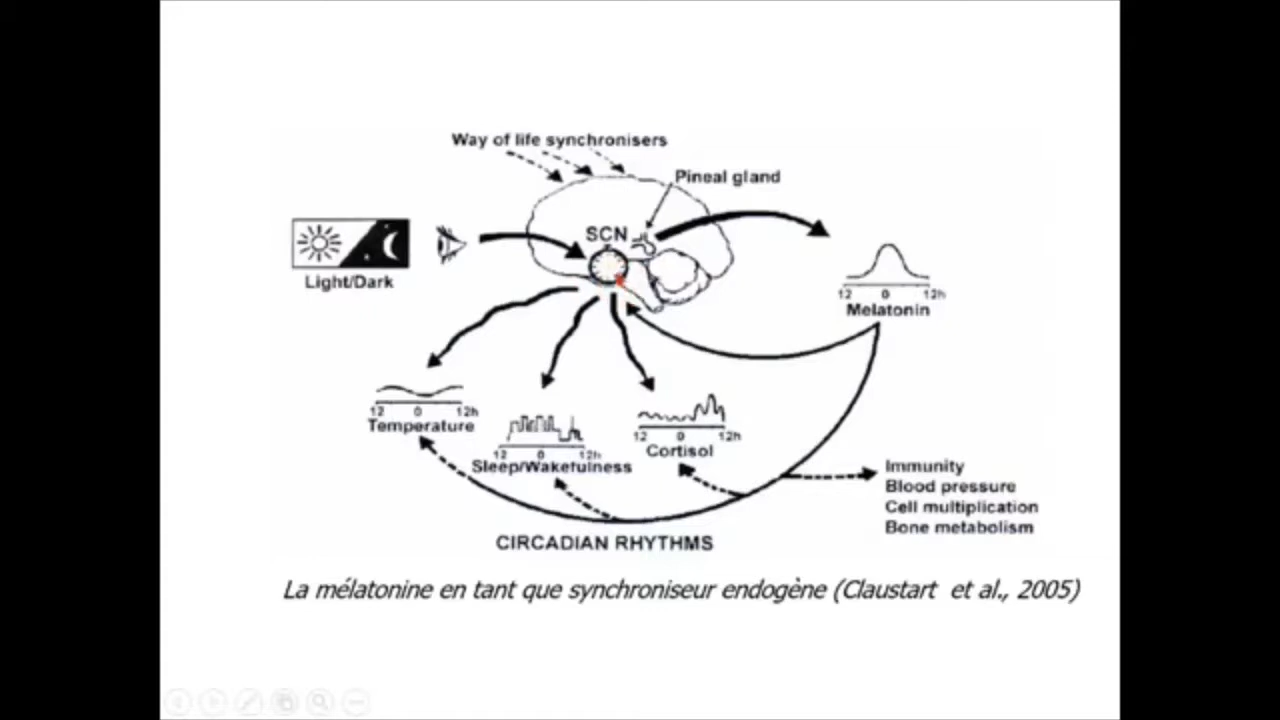 Way of life synchronisers
Pineal gland
SCN
Light/Dark
12 0 12h
Melatonin
12 0 12h
Temperature
12 0 12h
Sleep/Wakefulness
12 0 12h
Cortisol
Immunity
Blood pressure
Cell multiplication
Bone metabolism
CIRCADIAN RHYTHMS
La mélatonine en tant que synchroniseur endogène (Claustart et al., 2005)